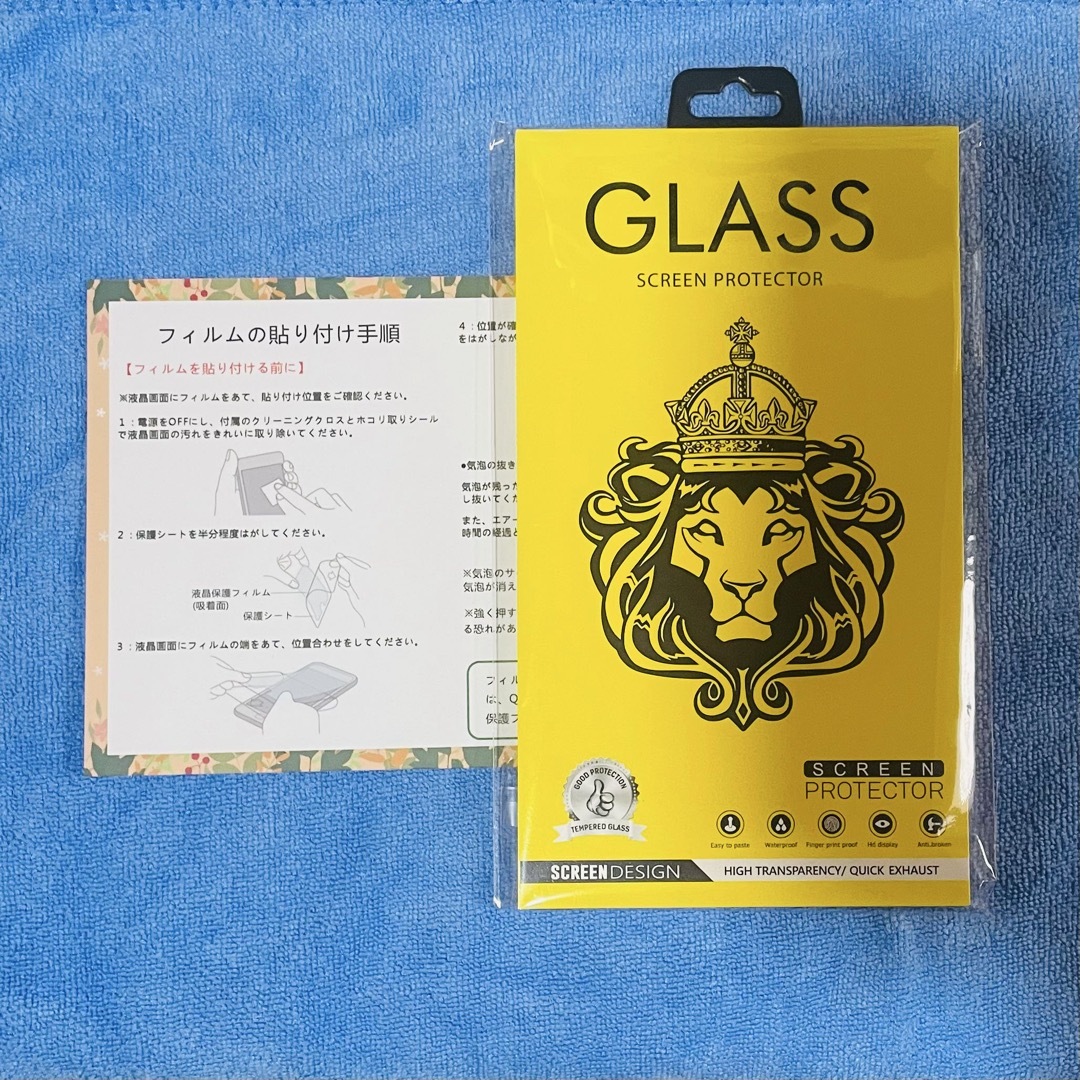 フィルムの貼り付け手順
【フィルムを貼り付ける前に】
※液晶画面にフィルムをあて、貼り付け位置をご確認ください。
1：電源をOFFにし、付属のクリーニングクロスとホコリ取りシール
で液晶画面の汚れをきれいに取り除いてください。
2：保護シートを半分程度はがしてください。
液晶保護フィルム
(吸着面)
保護シート
3：液晶画面にフィルムの端をあて、位置合わせをしてください。
4：位置が確
をはがしなが
●気泡の抜き
気泡が残った
し抜いてくだ
また、エアー
時間の経過と
※気泡のサ
気泡が消え
※強く押す
る恐れがあ
フィル
は、Q
保護フ
GLASS
SCREEN PROTECTOR
GOOD PROTECTION
TEMPERED GLASS
SCREEN
PROTECTOR
Easy to paste
Waterproof
Finger print proof
Hd display
Anti.broken
SCREENDESIGN
HIGH TRANSPARENCY/ QUICK EXHAUST